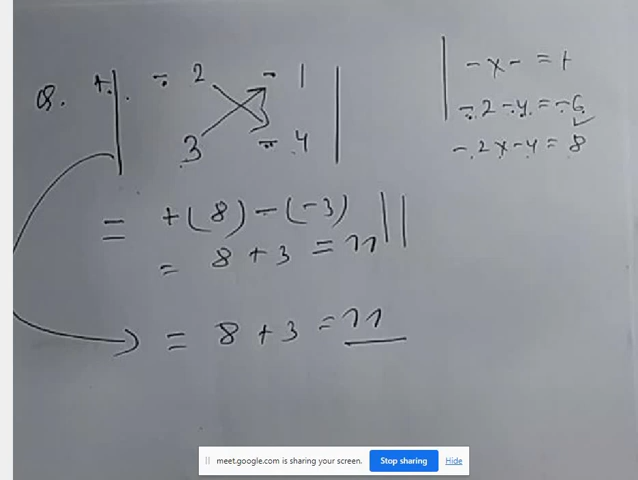 Q. + | - 2 - 1 |
3 - 4
= +(8) - (-3)
= 8 + 3 = 11 ||
= 8 + 3 = 11
- x - = +
- 2 - 4 = - 6
- 2 x - 4 = 8
meet.google.com is sharing your screen. Stop sharing Hide